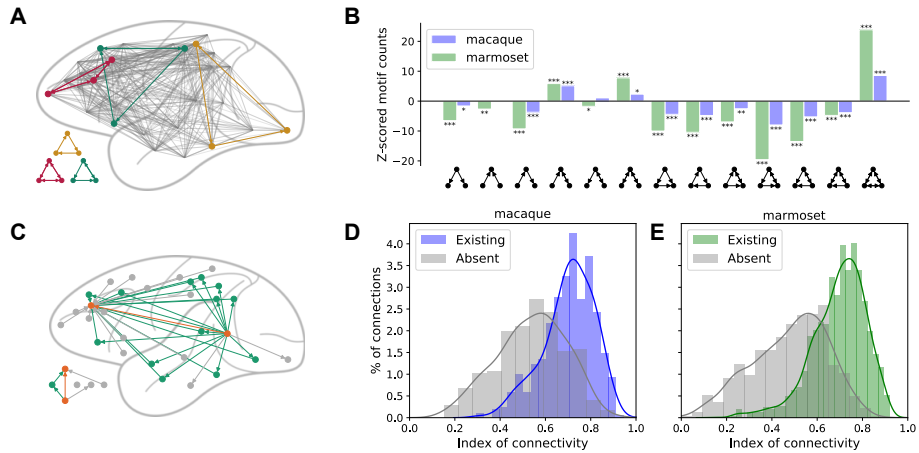 A
B
macaque
marmoset
Z-scored motif counts
20
10
0
−10
−20
***
*
**
***
***
***
***
*
***
*
***
***
***
***
***
**
***
***
***
***
***
***
***
***
C
D
macaque
Existing
Absent
% of connections
4.0
3.5
3.0
2.5
2.0
1.5
1.0
0.5
0.0
0.0 0.2 0.4 0.6 0.8 1.0
Index of connectivity
E
marmoset
Existing
Absent
0.0 0.2 0.4 0.6 0.8 1.0
Index of connectivity